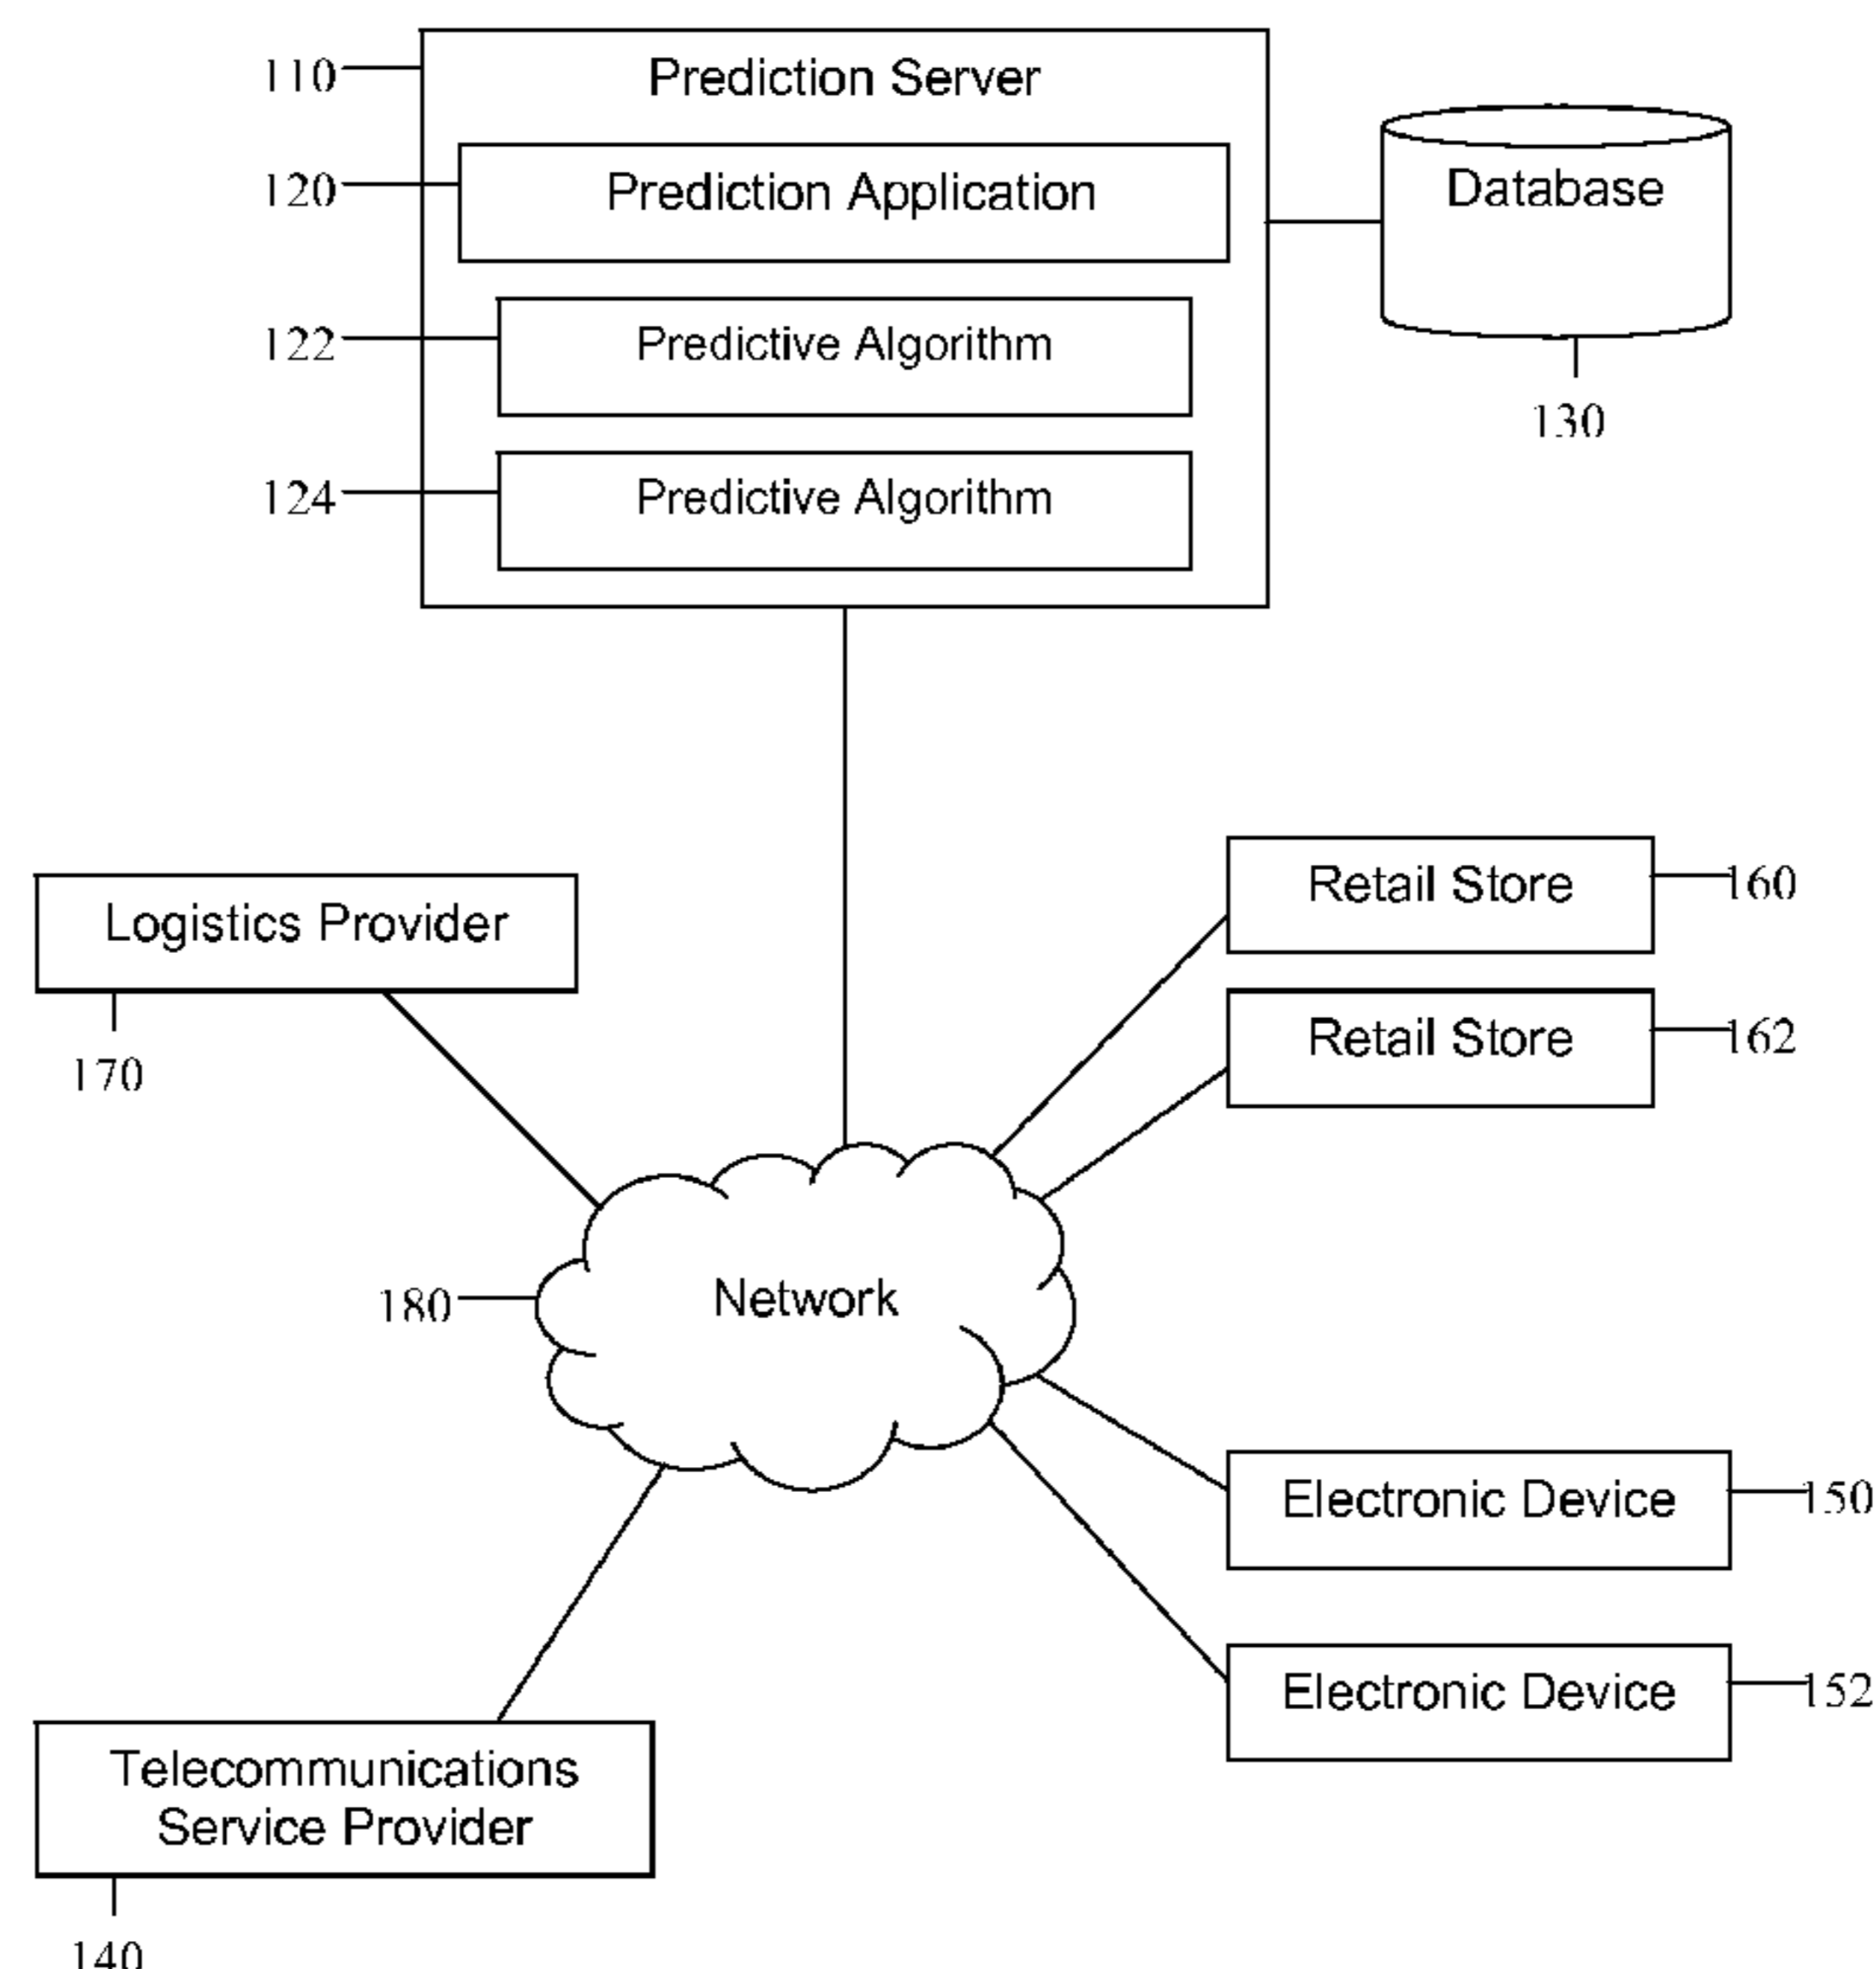 110 Prediction Server
120 Prediction Application
Database
122 Predictive Algorithm
130
124 Predictive Algorithm
Retail Store 160
Logistics Provider
Retail Store 162
170
180 Network
Electronic Device 150
Electronic Device 152
Telecommunications
Service Provider
140